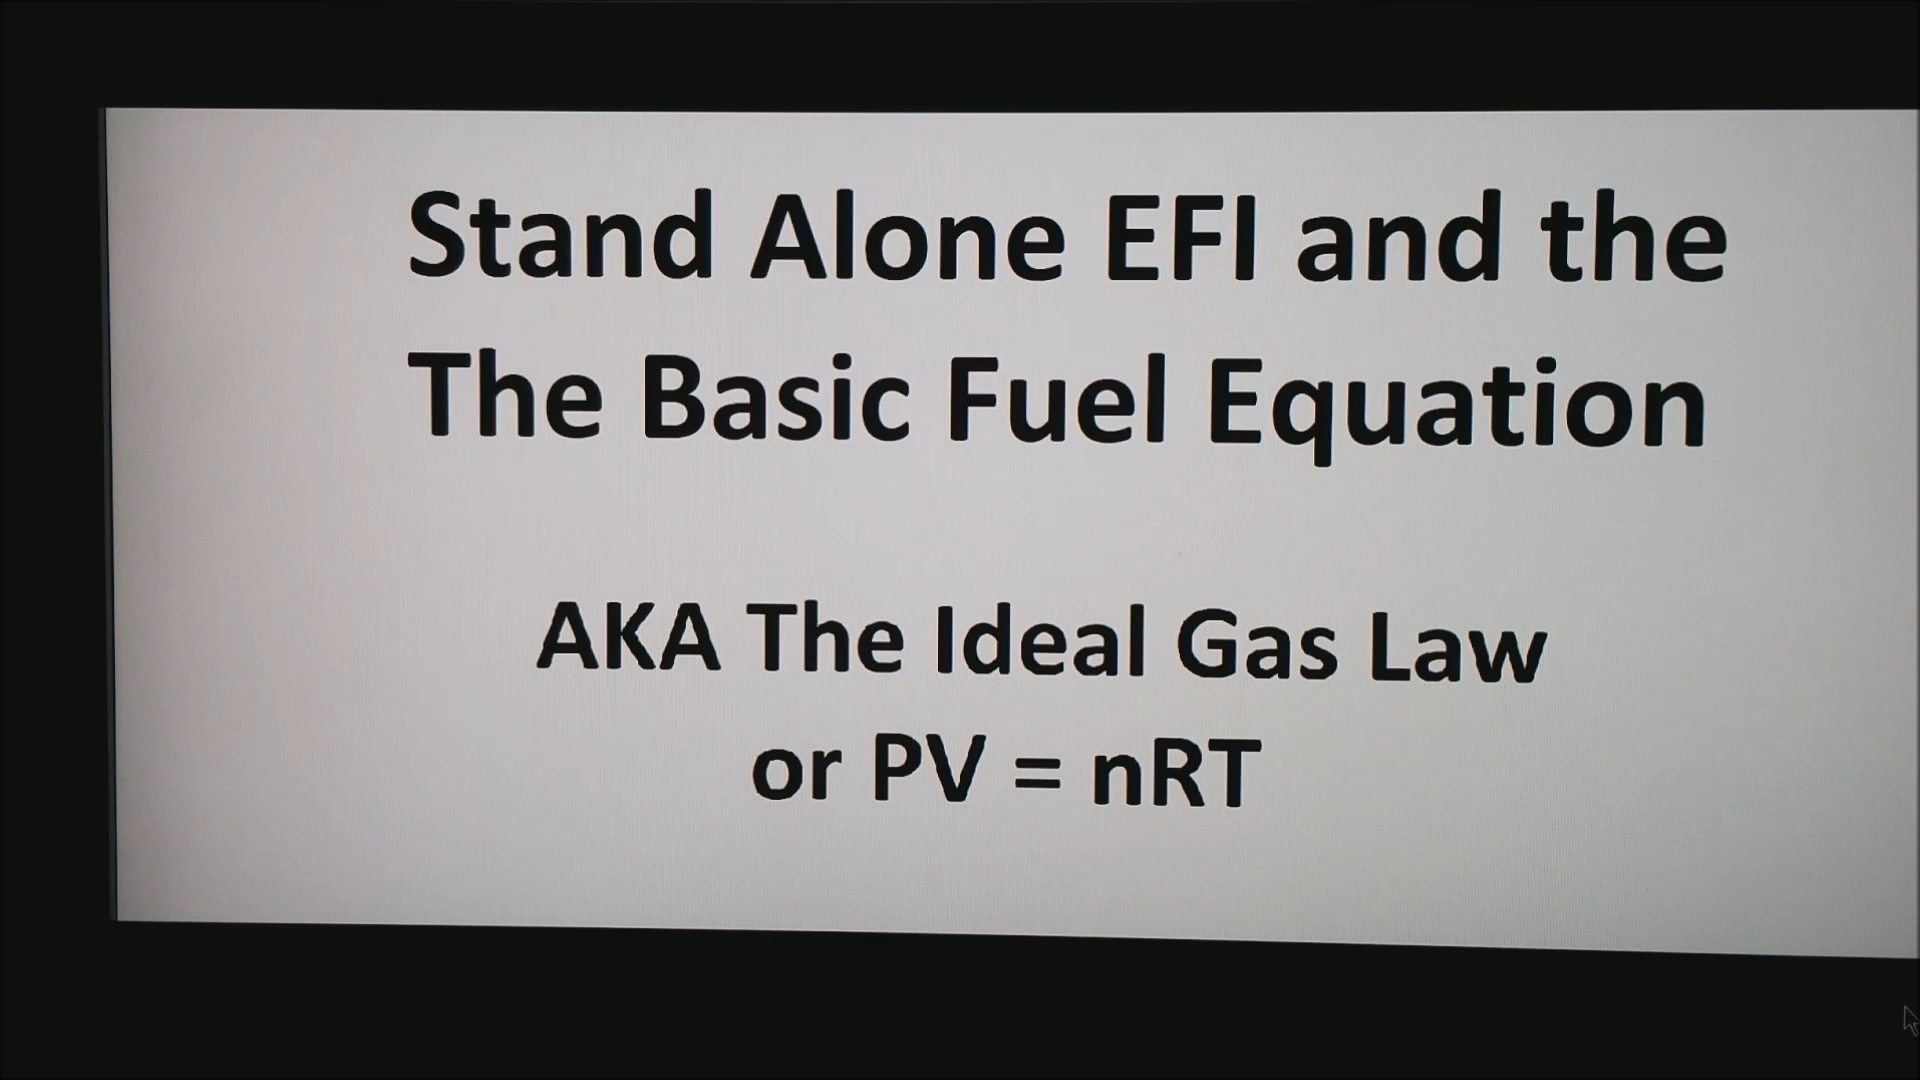 Stand Alone EFI and the
The Basic Fuel Equation
AKA The Ideal Gas Law
or PV = nRT